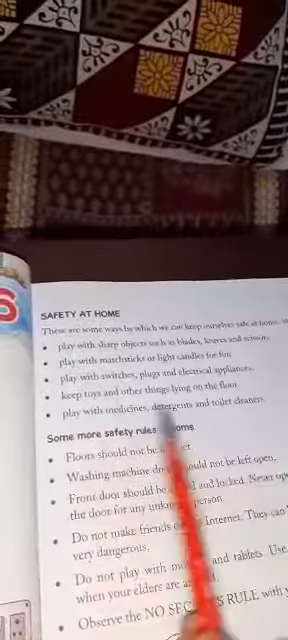 S
SAFETY AT HOME
These are some ways by which we can keep ourselves safe at home.
• play with sharp objects such as blades, knives and scissors.
• play with matchsticks or light candles for fun.
• play with switches, plugs and electrical appliances.
• keep toys and other things lying on the floor.
• play with medicines, detergents and toilet cleaners.
Some more safety rules
• Floors should not be
• Washing machine should not be left open.
• Front door should be and locked. Never
the door for any person.
• Do not make friends Internet. They can
very dangerous.
• Do not play with and tablets. Use
when your elders are
• Observe the NO RULE with